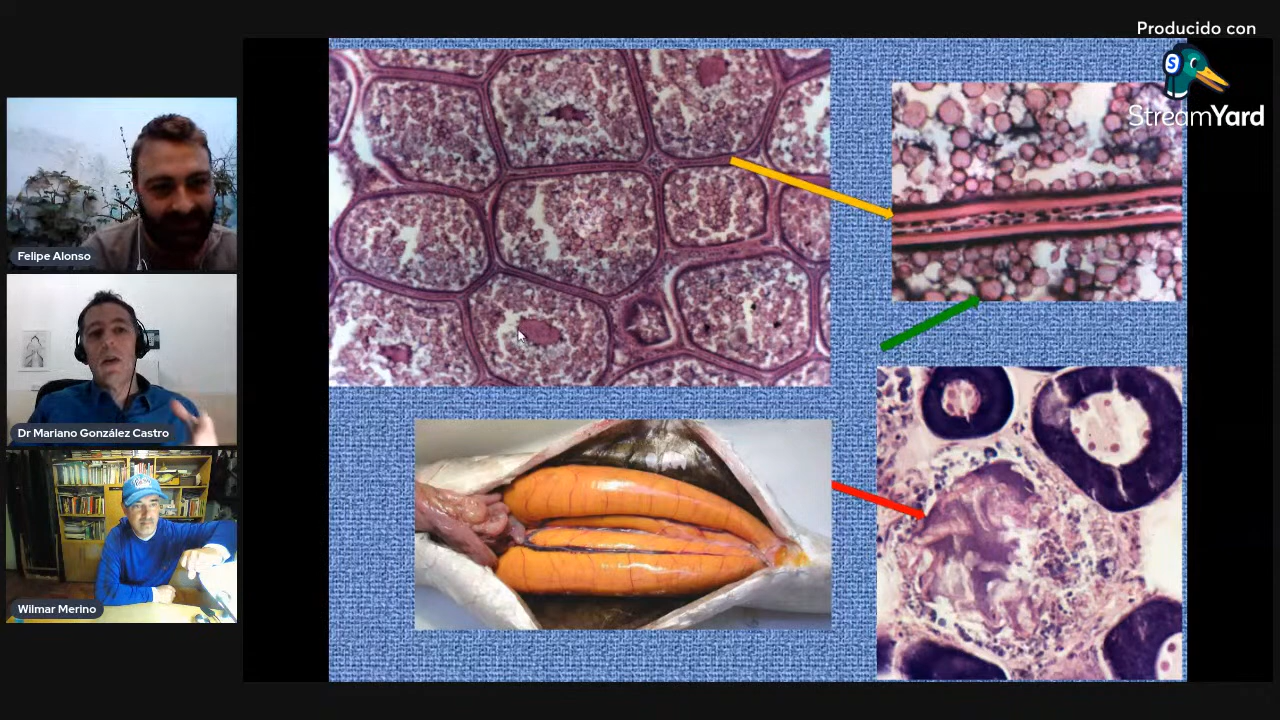 Producido con
StreamYard
Felipe Alonso
Dr Mariano González Castro
Wilmar Merino